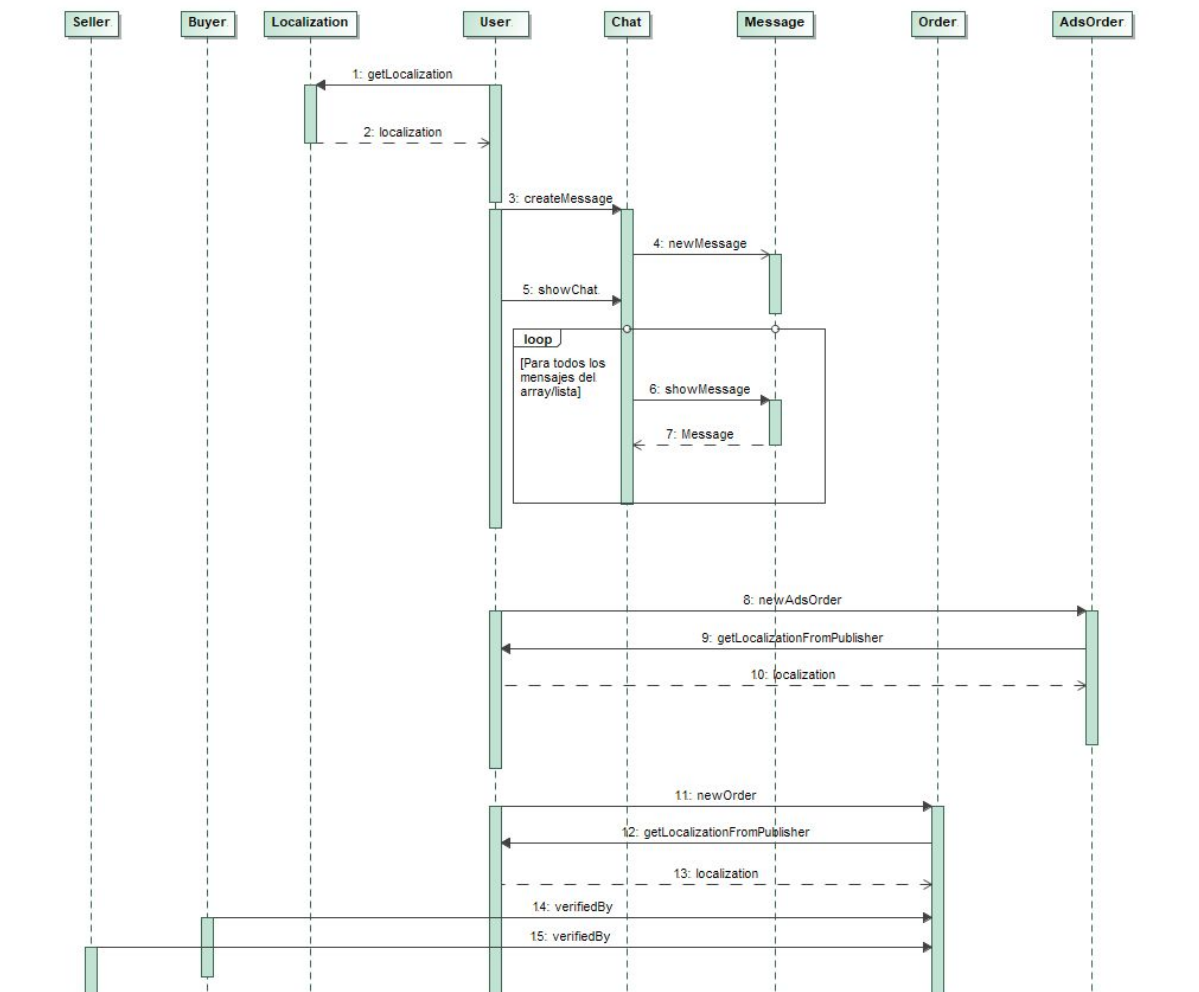 Seller
Buyer
Localization
User
Chat
Message
Order
AdsOrder
1: getLocalization
2: localization
3: createMessage
4: newMessage
5: showChat
loop
[Para todos los
mensajes del
array/lista]
6: showMessage
7: Message
8: newAdsOrder
9: getLocalizationFromPublisher
10: localization
11: newOrder
12: getLocalizationFromPublisher
13: localization
14: verifiedBy
15: verifiedBy